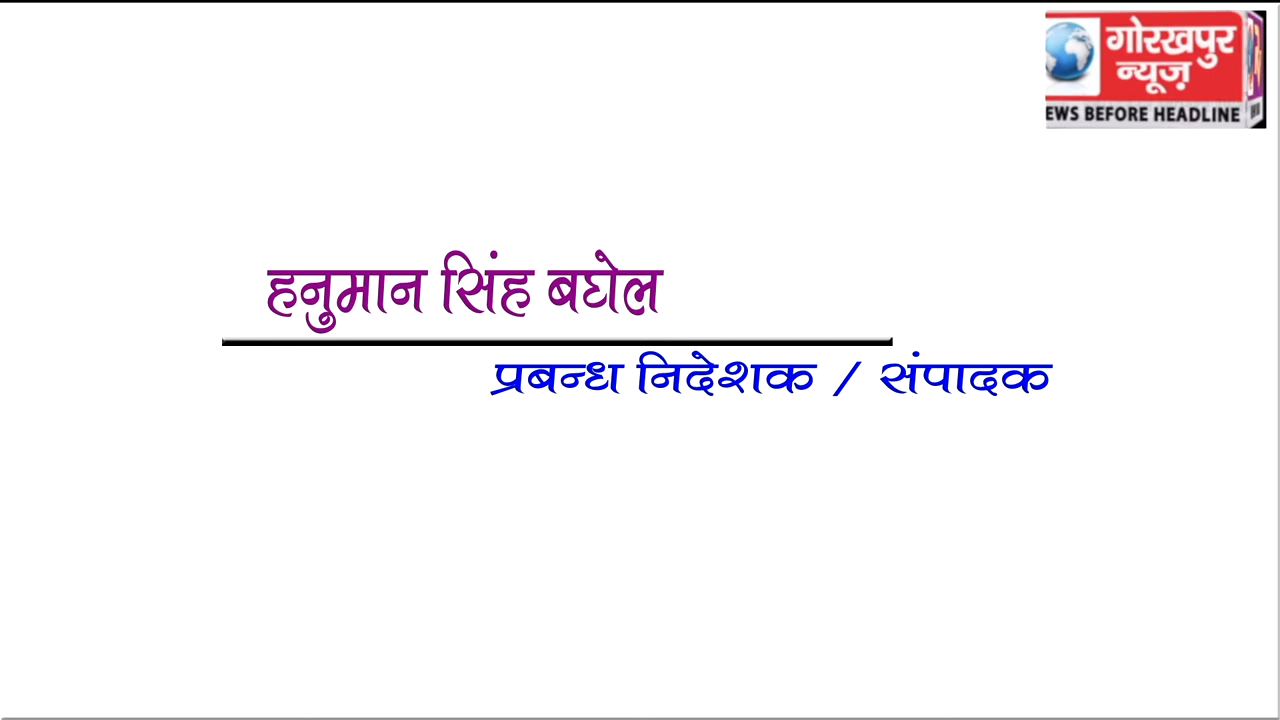 गोरखपुर
न्यूज़
EWS BEFORE HEADLINE
हनुमान सिंह बघेल
प्रबन्ध निदेशक / संपादक